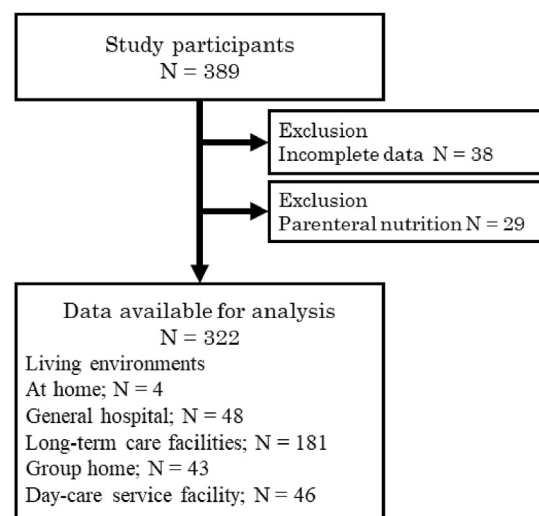 Study participants
N = 389
Exclusion
Incomplete data N = 38
Exclusion
Parenteral nutrition N = 29
Data available for analysis
N = 322
Living environments
At home; N = 4
General hospital; N = 48
Long-term care facilities; N = 181
Group home; N = 43
Day-care service facility; N = 46